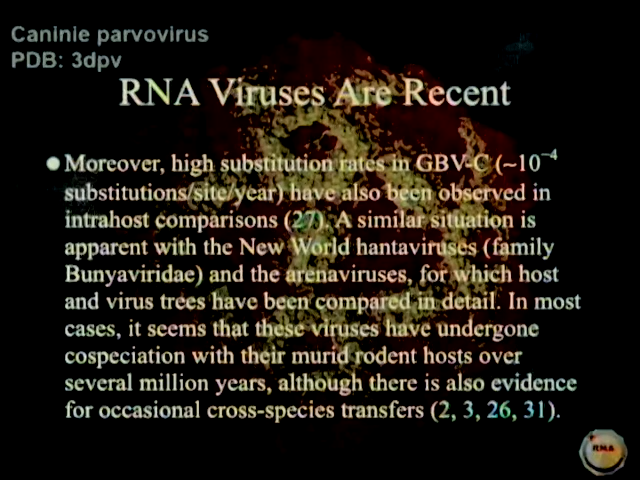 Caninie parvovirus
PDB: 3dpv
RNA Viruses Are Recent
Moreover, high substitution rates in GBV-C (~10⁻⁴
substitutions/site/year) have also been observed in
intrahost comparisons (27). A similar situation is
apparent with the New World hantaviruses (family
Bunyaviridae) and the arenaviruses, for which host
and virus trees have been compared in detail. In most
cases, it seems that these viruses have undergone
cospeciation with their murid rodent hosts over
several million years, although there is also evidence
for occasional cross-species transfers (2, 3, 26, 31).
RNA